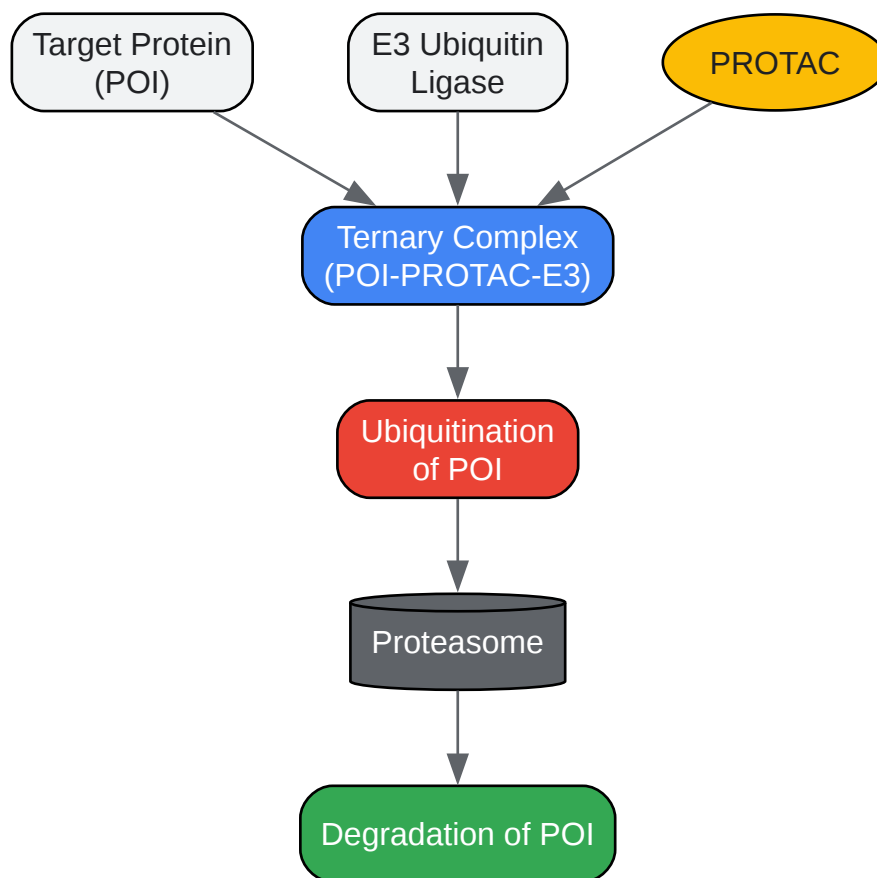 Target Protein
(POI)
E3 Ubiquitin
Ligase
PROTAC
Ternary Complex
(POI-PROTAC-E3)
Ubiquitination
of POI
Proteasome
Degradation of POI